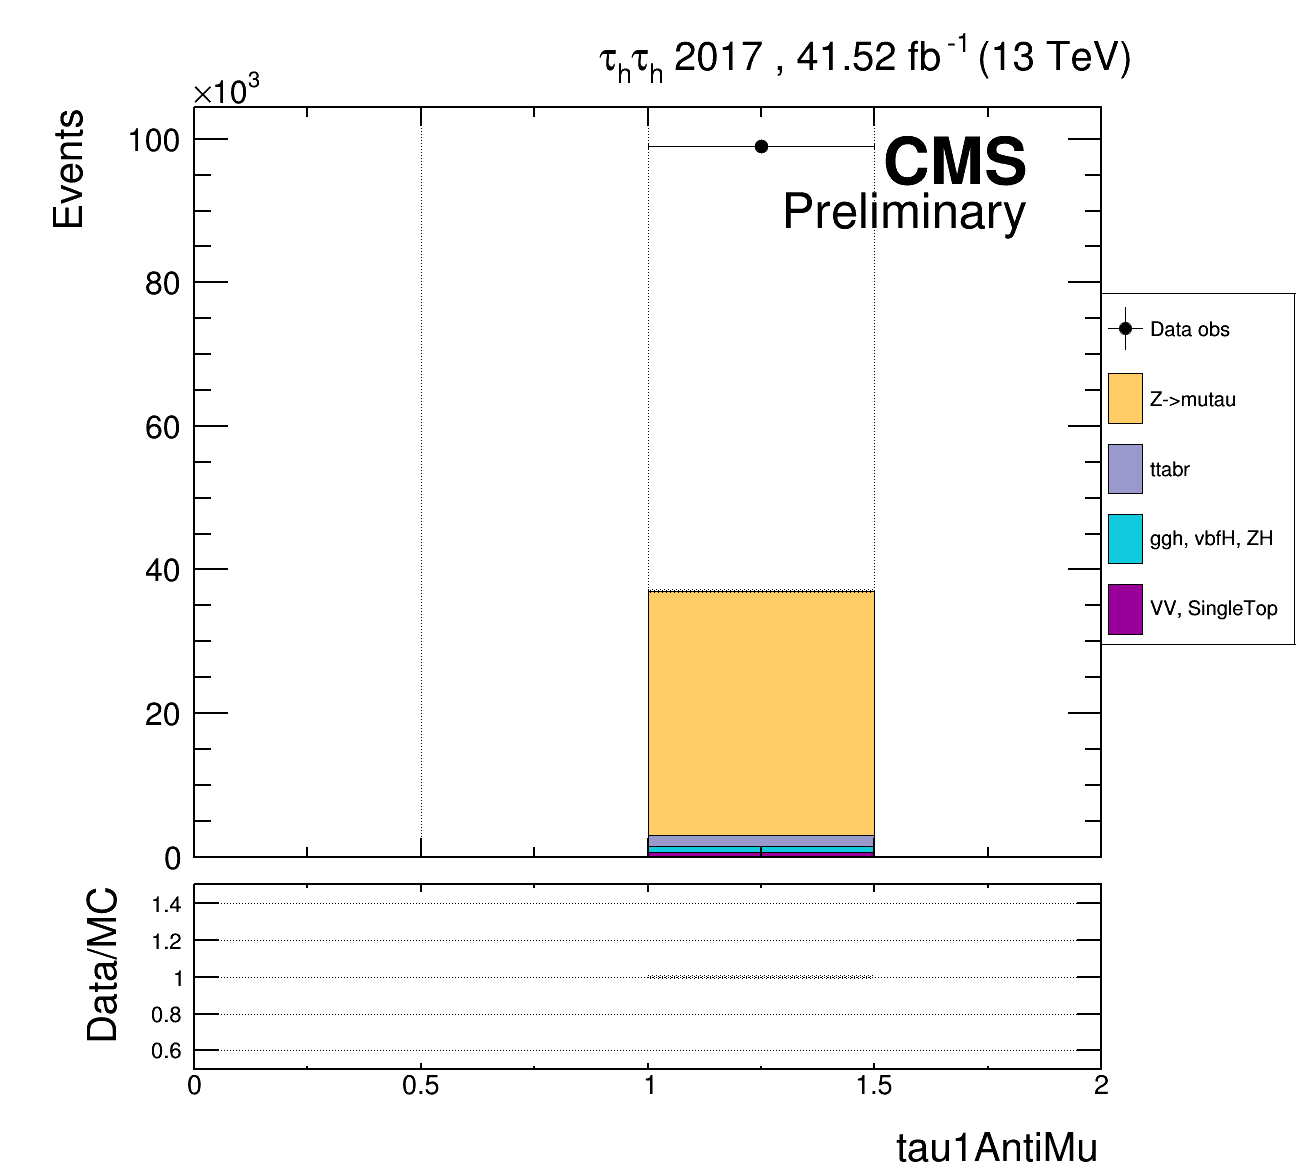 τhτh 2017 , 41.52 fb-1 (13 TeV)
×10³
Events
100
80
60
40
20
0
CMS
Preliminary
Data obs
Z->mutau
ttabr
ggh, vbfH, ZH
VV, SingleTop
Data/MC
1.4
1.2
1
0.8
0.6
0 0.5 1 1.5 2
tau1AntiMu